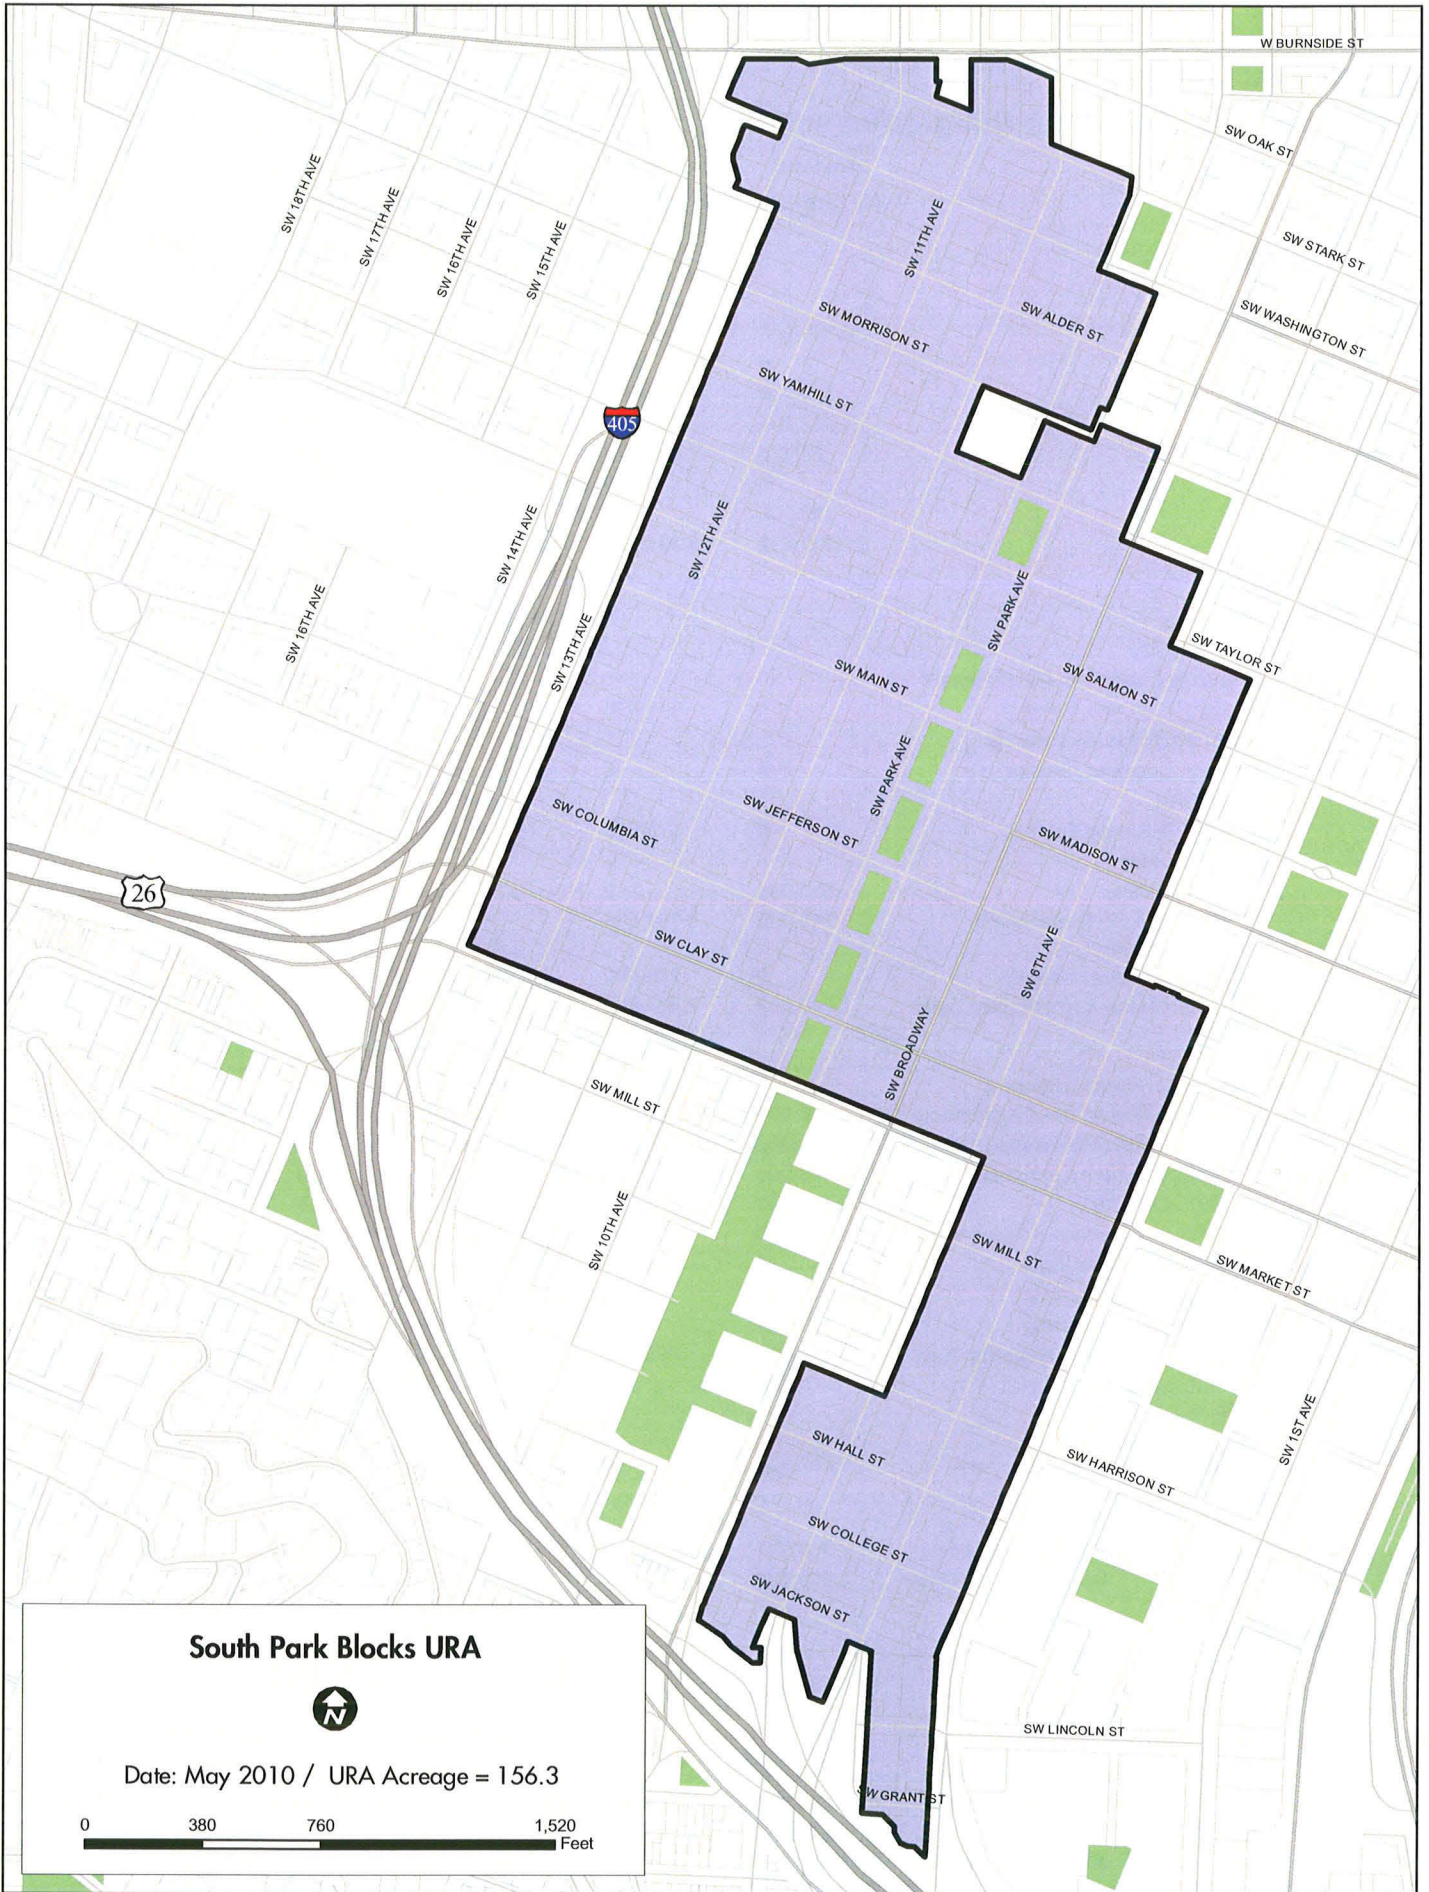 W BURNSIDE ST
SW OAK ST
SW 18TH AVE
SW 17TH AVE
SW 16TH AVE
SW 15TH AVE
SW 11TH AVE
SW STARK ST
SW ALDER ST
SW MORRISON ST
SW WASHINGTON ST
SW YAMHILL ST
405
SW 14TH AVE
SW 12TH AVE
SW 16TH AVE
SW 13TH AVE
SW PARK AVE
SW TAYLOR ST
SW MAIN ST
SW SALMON ST
SW PARK AVE
SW COLUMBIA ST
SW JEFFERSON ST
SW MADISON ST
26
SW CLAY ST
SW 6TH AVE
SW BROADWAY
SW MILL ST
SW 10TH AVE
SW MILL ST
SW MARKET ST
SW 1ST AVE
SW HALL ST
SW HARRISON ST
SW COLLEGE ST
SW JACKSON ST
SW LINCOLN ST
SW GRANT ST
South Park Blocks URA
N
Date: May 2010 / URA Acreage = 156.3
0 380 760 1,520
Feet